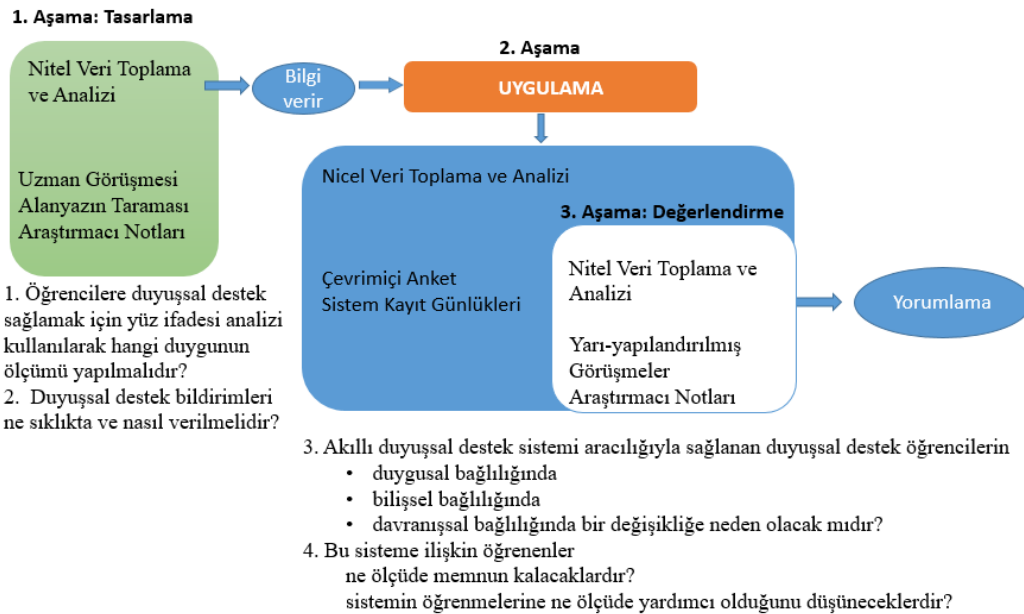 1. Aşama: Tasarlama
Nitel Veri Toplama
ve Analizi
Uzman Görüşmesi
Alanyazın Taraması
Araştırmacı Notları
Bilgi
verir
2. Aşama
UYGULAMA
Nicel Veri Toplama ve Analizi
Çevrimiçi Anket
Sistem Kayıt Günlükleri
3. Aşama: Değerlendirme
Nitel Veri Toplama ve
Analizi
Yarı-yapılandırılmış
Görüşmeler
Araştırmacı Notları
Yorumlama
1. Öğrencilere duyuşsal destek
sağlamak için yüz ifadesi analizi
kullanılarak hangi duygunun
ölçümü yapılmalıdır?
2. Duyuşsal destek bildirimleri
ne sıklıkta ve nasıl verilmelidir?
3. Akıllı duyuşsal destek sistemi aracılığıyla sağlanan duyuşsal destek öğrencilerin
• duygusal bağlılığında
• bilişsel bağlılığında
• davranışsal bağlılığında bir değişikliğe neden olacak mıdır?
4. Bu sisteme ilişkin öğrenenler
ne ölçüde memnun kalacaklardır?
sistemin öğrenmelerine ne ölçüde yardımcı olduğunu düşüneceklerdir?